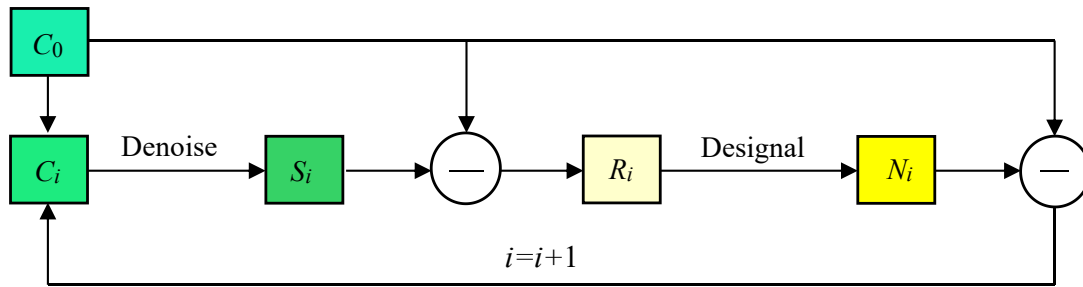 C₀
Cᵢ
Denoise
Sᵢ
—
Rᵢ
Designal
Nᵢ
—
i=i+1